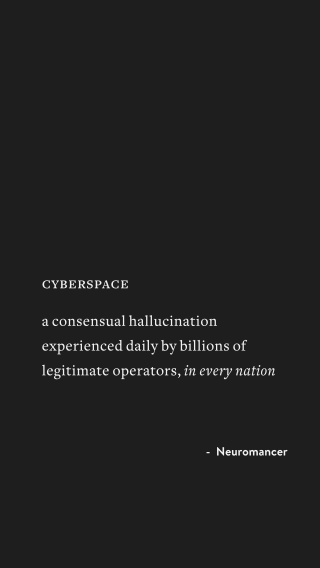 CYBERSPACE
a consensual hallucination
experienced daily by billions of
legitimate operators, in every nation
- Neuromancer